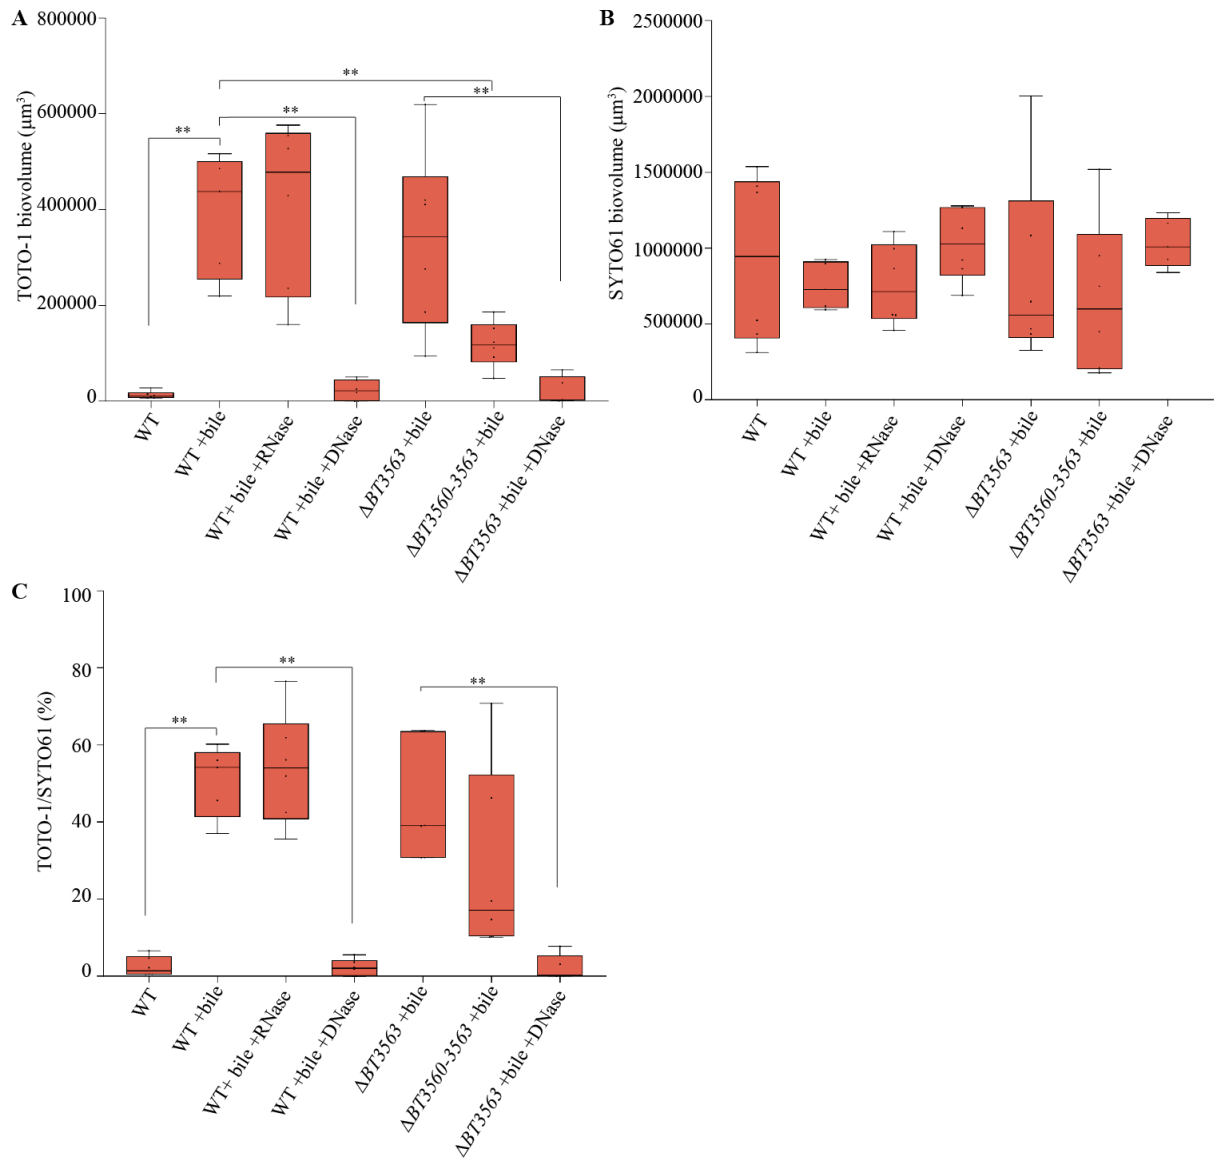 A
TOTO-1 biovolume (μm³)
800000
600000
400000
200000
0
**
**
**
**
WT
WT +bile
WT+ bile +RNase
WT +bile +DNase
ΔBT3563 +bile
ΔBT3560-3563 +bile
ΔBT3563 +bile +DNase
B
SYTO61 biovolume (μm³)
2500000
2000000
1500000
1000000
500000
0
WT
WT +bile
WT+ bile +RNase
WT +bile +DNase
ΔBT3563 +bile
ΔBT3560-3563 +bile
ΔBT3563 +bile +DNase
C
TOTO-1/SYTO61 (%)
100
80
60
40
20
0
**
**
**
WT
WT +bile
WT+ bile +RNase
WT +bile +DNase
ΔBT3563 +bile
ΔBT3560-3563 +bile
ΔBT3563 +bile +DNase